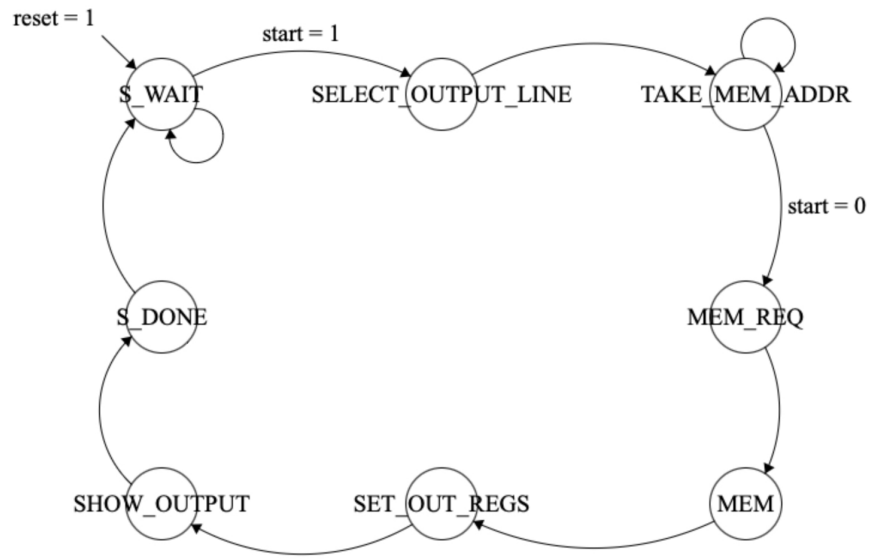 reset = 1
start = 1
S_WAIT
SELECT_OUTPUT_LINE
TAKE_MEM_ADDR
start = 0
S_DONE
MEM_REQ
SHOW_OUTPUT
SET_OUT_REGS
MEM